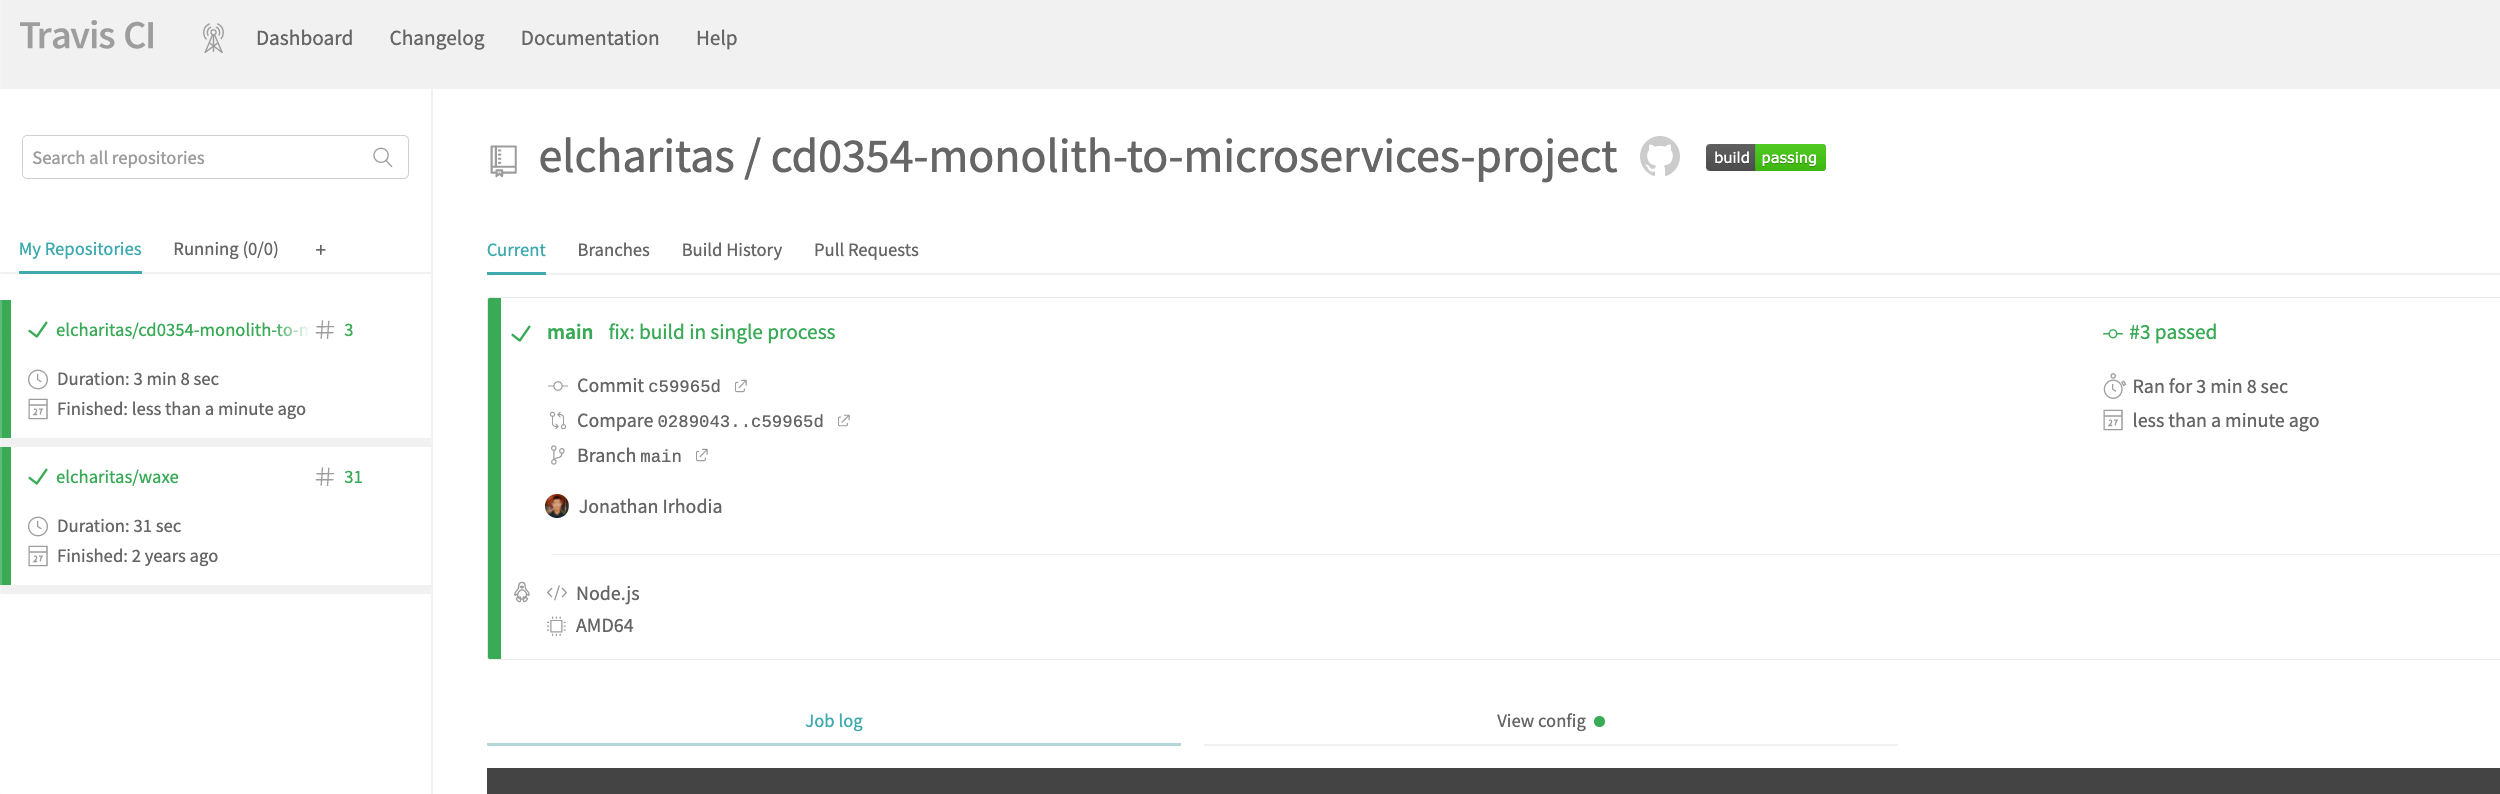 Travis CI
Dashboard Changelog Documentation Help
Search all repositories
My Repositories Running (0/0) +
elcharitas/cd0354-monolith-to-m # 3
Duration: 3 min 8 sec
Finished: less than a minute ago
elcharitas/waxe # 31
Duration: 31 sec
Finished: 2 years ago
elcharitas / cd0354-monolith-to-microservices-project build passing
Current Branches Build History Pull Requests
main fix: build in single process
Commit c59965d
Compare 0289043..c59965d
Branch main
Jonathan Irhodia
#3 passed
Ran for 3 min 8 sec
less than a minute ago
</> Node.js
AMD64
Job log View config